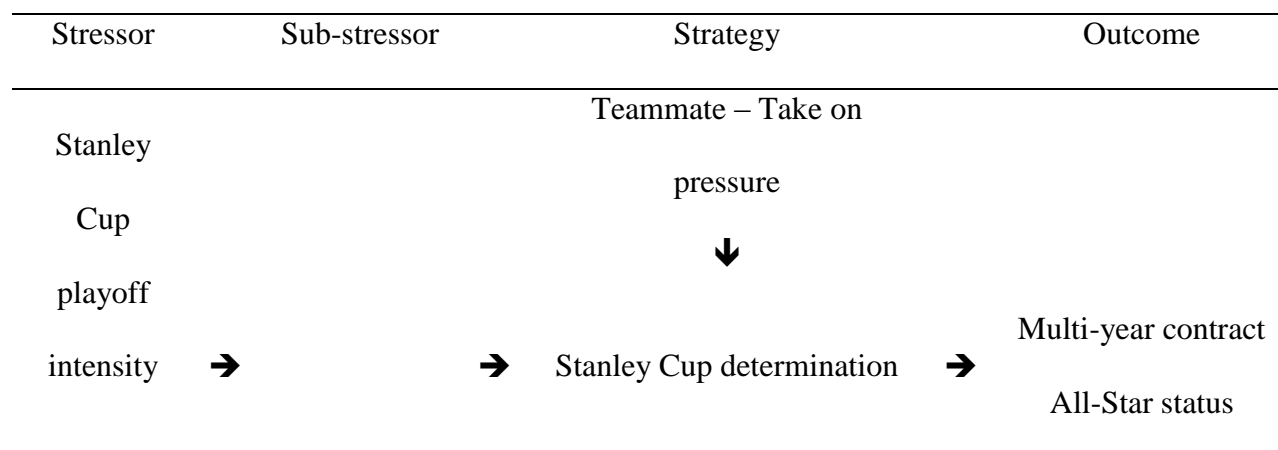 Stressor Sub-stressor Strategy Outcome
Teammate – Take on
pressure
🡻
Stanley
Cup
playoff
intensity 🡺 🡺 Stanley Cup determination 🡺
Multi-year contract
All-Star status